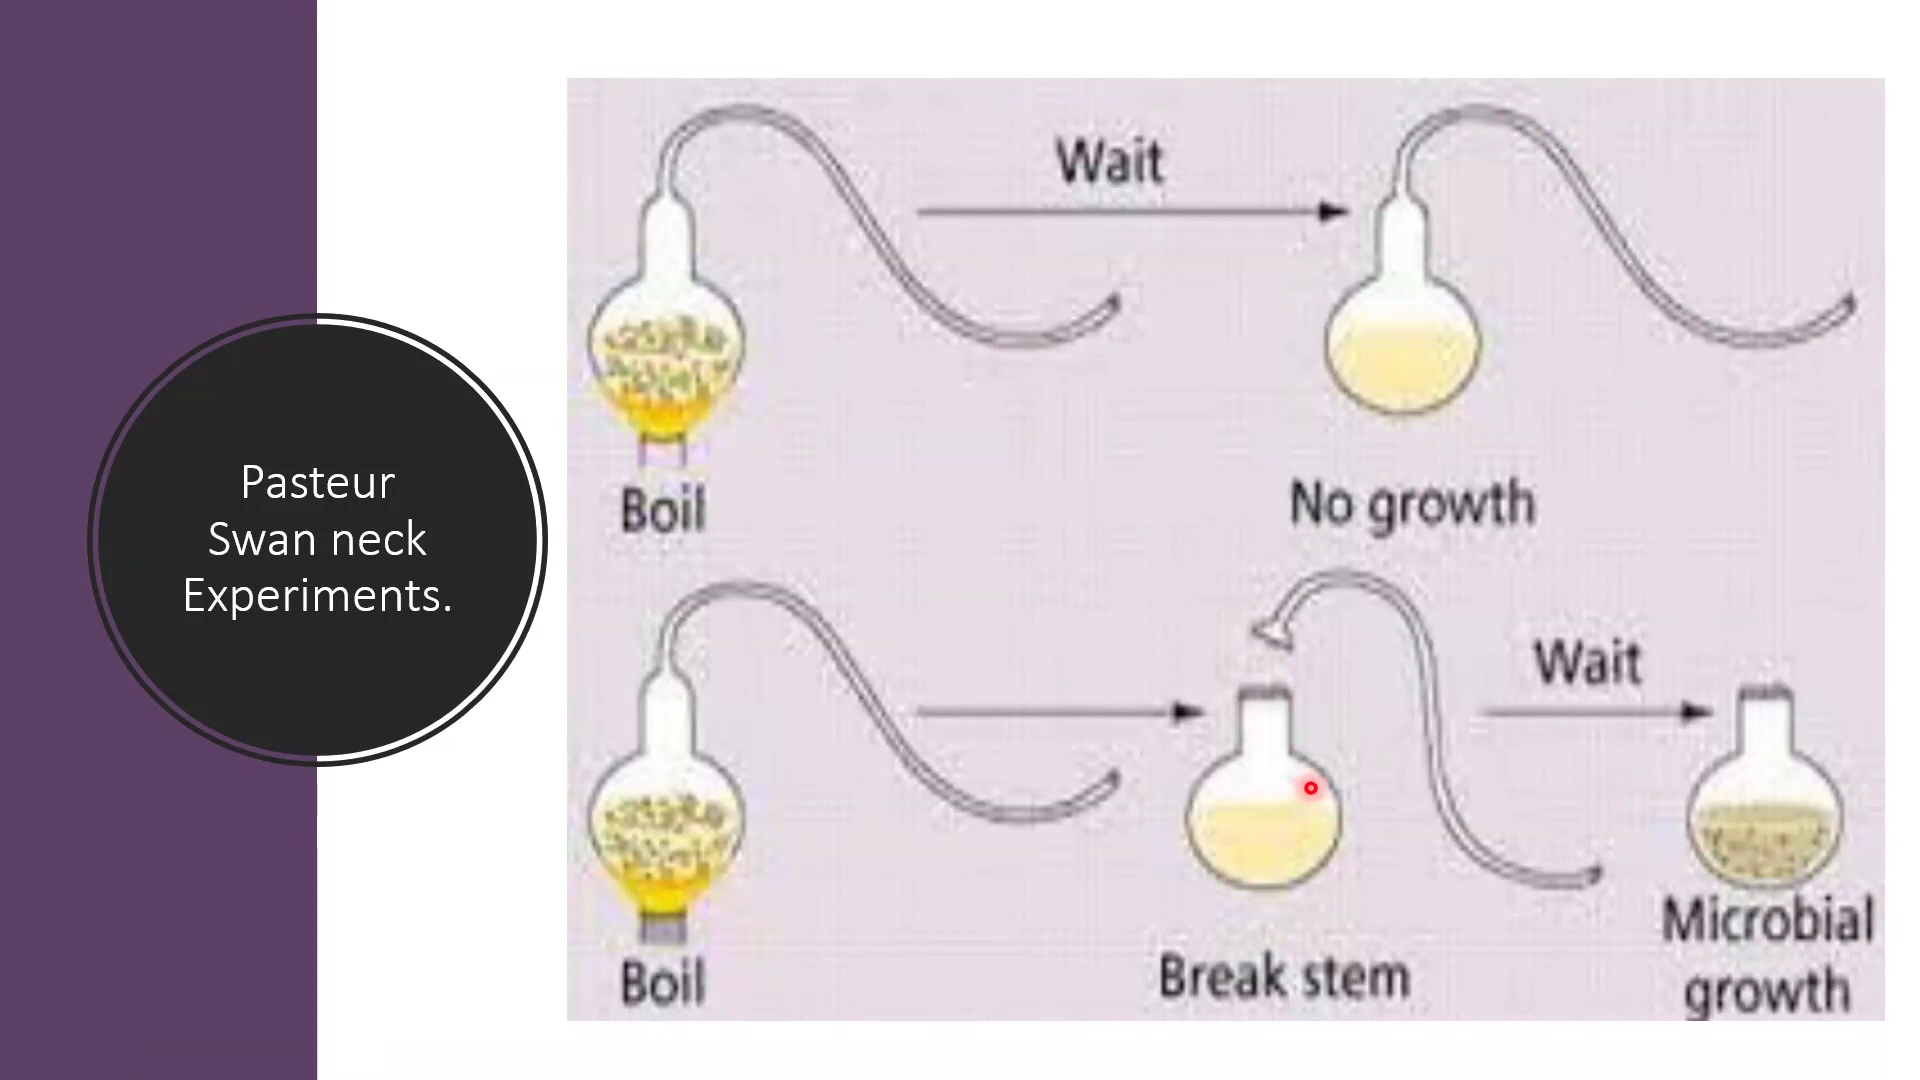 Pasteur
Swan neck
Experiments.
Wait
Boil
No growth
Wait
Boil
Break stem
Microbial
growth